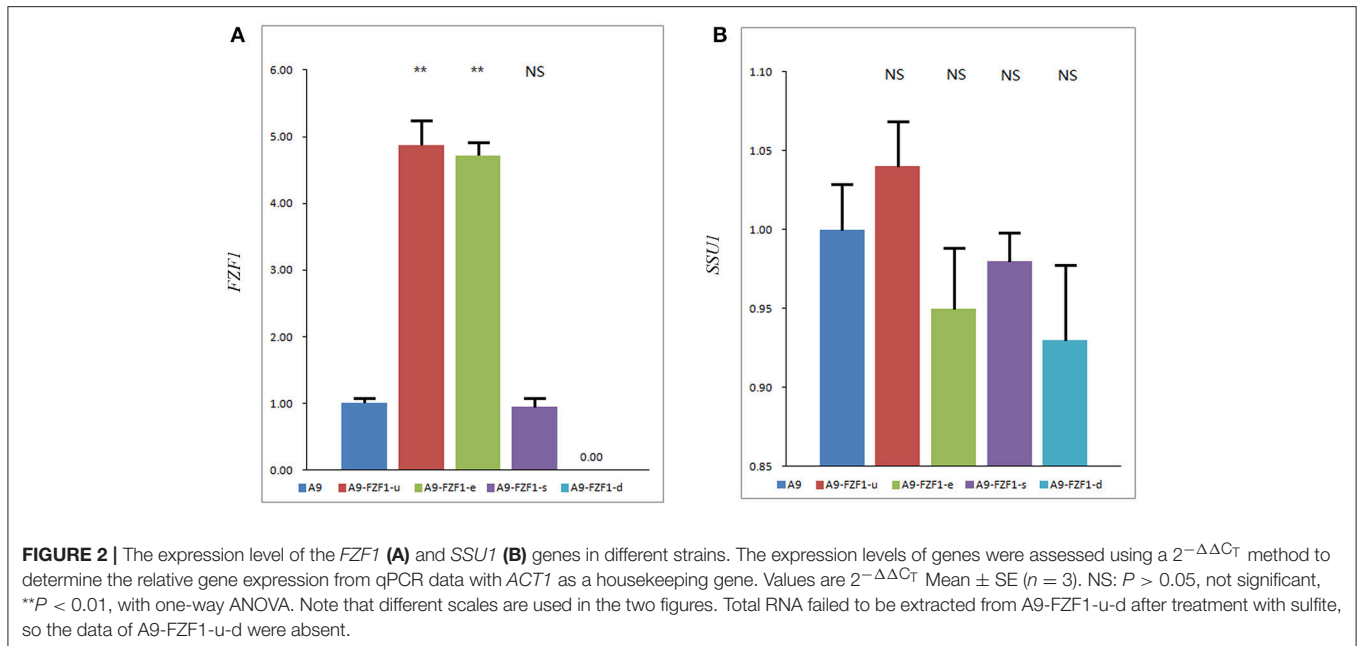 A
B
** ** NS
6.00
5.00
4.00
3.00
2.00
1.00
0.00
FZF1
0.00
A9 A9-FZF1-u A9-FZF1-e A9-FZF1-s A9-FZF1-d
NS NS NS NS
1.10
1.05
1.00
0.95
0.90
0.85
SSU1
A9 A9-FZF1-u A9-FZF1-e A9-FZF1-s A9-FZF1-d
FIGURE 2 | The expression level of the FZF1 (A) and SSU1 (B) genes in different strains. The expression levels of genes were assessed using a 2^−ΔΔC_T method to
determine the relative gene expression from qPCR data with ACT1 as a housekeeping gene. Values are 2^−ΔΔC_T Mean ± SE (n = 3). NS: P > 0.05, not significant,
**P < 0.01, with one-way ANOVA. Note that different scales are used in the two figures. Total RNA failed to be extracted from A9-FZF1-u-d after treatment with sulfite,
so the data of A9-FZF1-u-d were absent.